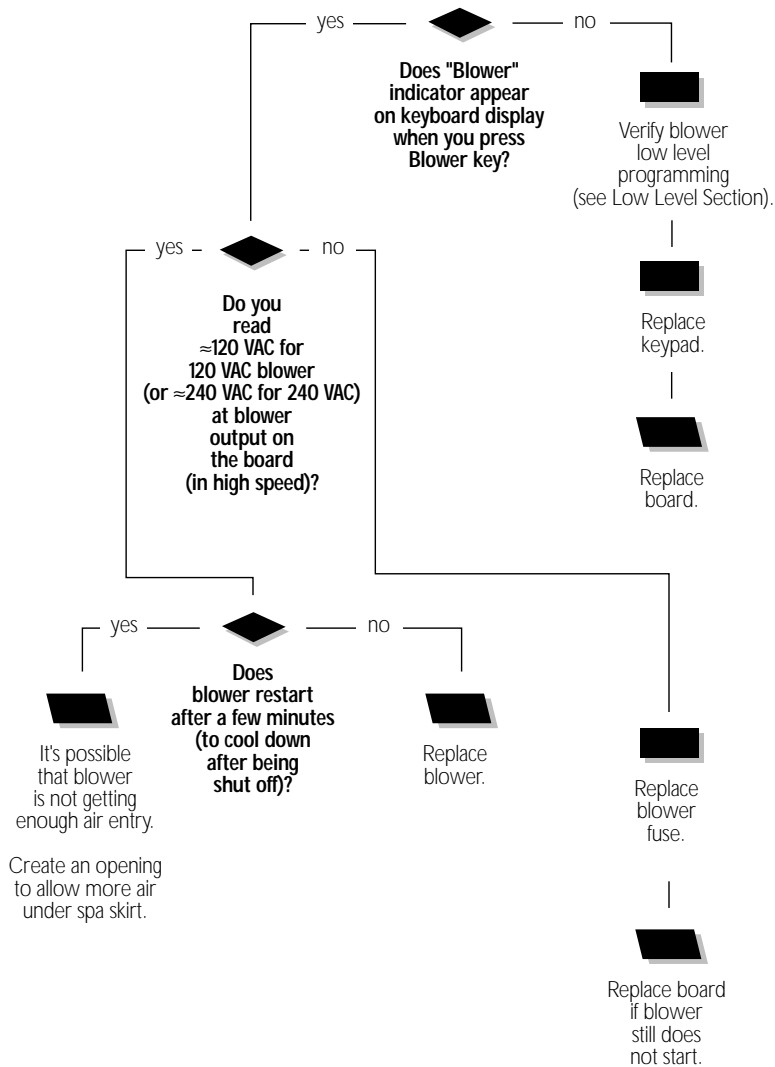 yes
no
Does "Blower"
indicator appear
on keyboard display
when you press
Blower key?
Verify blower
low level
programming
(see Low Level Section).
Replace
keypad.
Replace
board.
yes
no
Do you
read
≈120 VAC for
120 VAC blower
(or ≈240 VAC for 240 VAC)
at blower
output on
the board
(in high speed)?
yes
no
Does
blower restart
after a few minutes
(to cool down
after being
shut off)?
It's possible
that blower
is not getting
enough air entry.
Create an opening
to allow more air
under spa skirt.
Replace
blower.
Replace
blower
fuse.
Replace board
if blower
still does
not start.